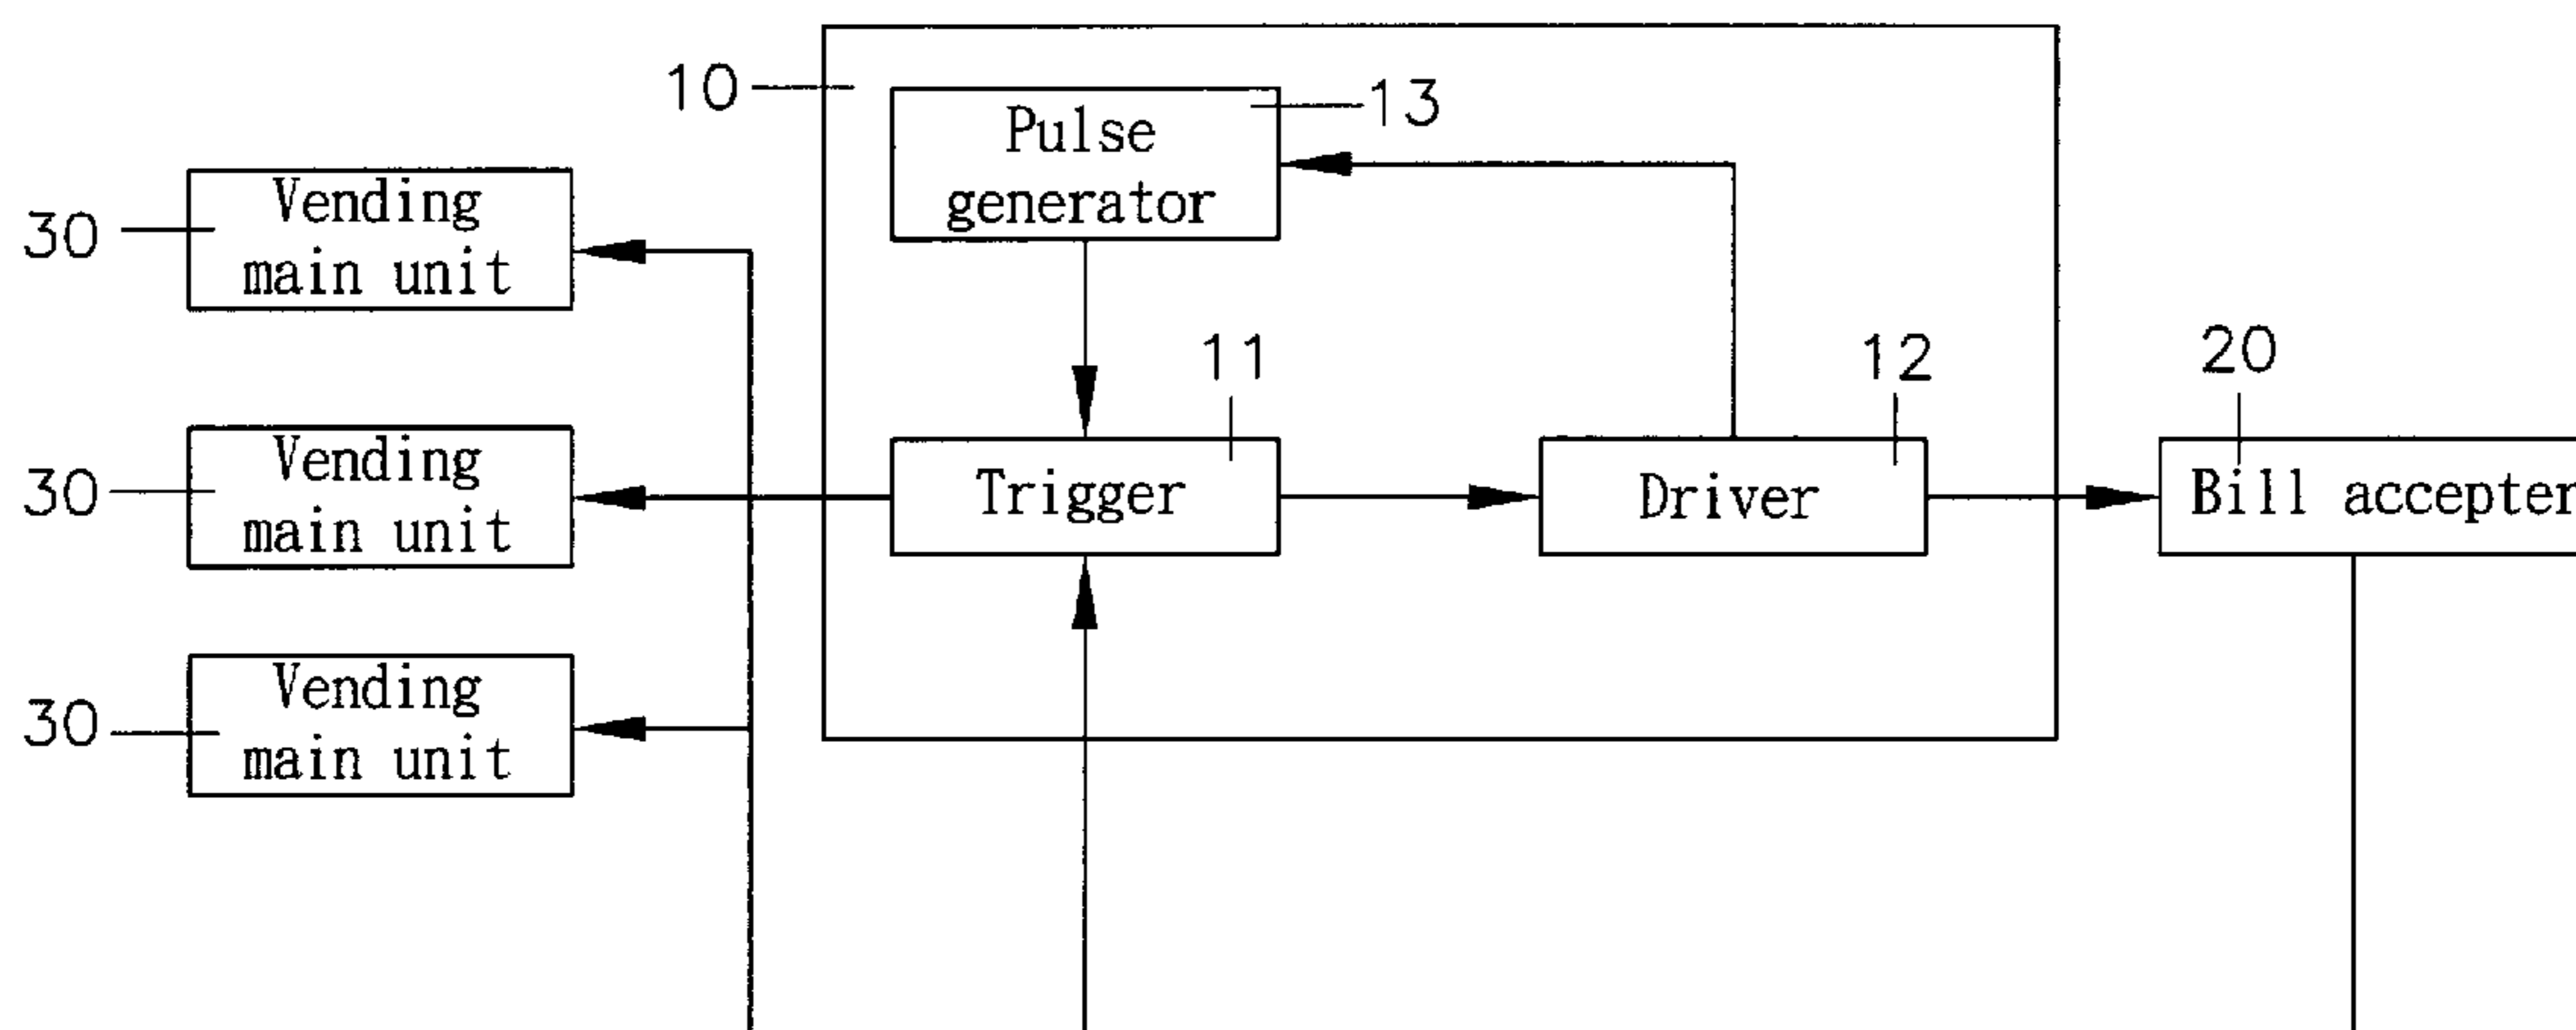 10
13
Pulse
generator
30
Vending
main unit
11
12
20
30
Vending
main unit
Trigger
Driver
Bill accepter
30
Vending
main unit